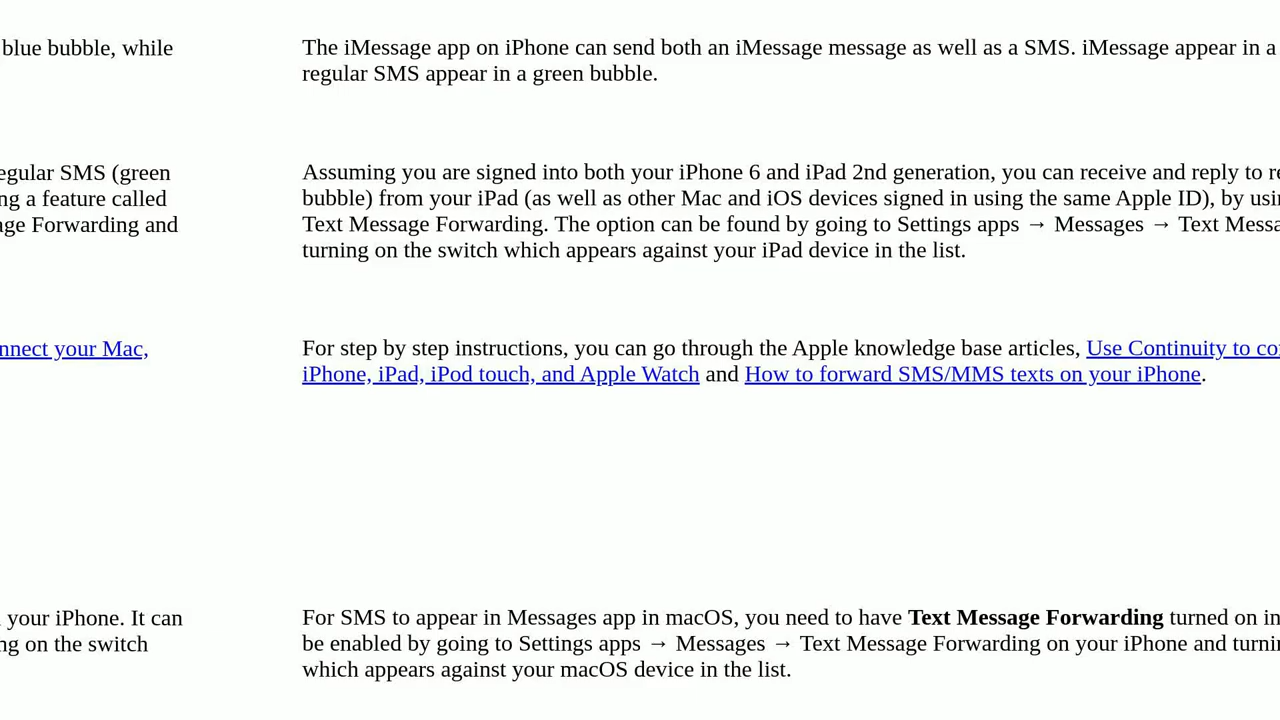 blue bubble, while
egular SMS (green
ng a feature called
age Forwarding and
nnect your Mac,
your iPhone. It can
ng on the switch
The iMessage app on iPhone can send both an iMessage message as well as a SMS. iMessage appear in a
regular SMS appear in a green bubble.
Assuming you are signed into both your iPhone 6 and iPad 2nd generation, you can receive and reply to re
bubble) from your iPad (as well as other Mac and iOS devices signed in using the same Apple ID), by usin
Text Message Forwarding. The option can be found by going to Settings apps → Messages → Text Messa
turning on the switch which appears against your iPad device in the list.
For step by step instructions, you can go through the Apple knowledge base articles, Use Continuity to co
iPhone, iPad, iPod touch, and Apple Watch and How to forward SMS/MMS texts on your iPhone.
For SMS to appear in Messages app in macOS, you need to have Text Message Forwarding turned on in
be enabled by going to Settings apps → Messages → Text Message Forwarding on your iPhone and turnin
which appears against your macOS device in the list.